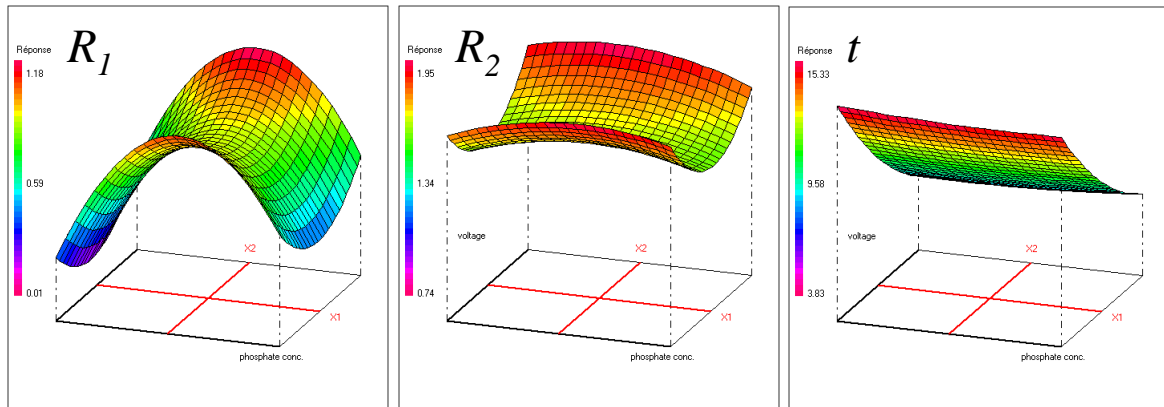 Réponse
R1
1.18
0.59
0.01
X2
X1
phosphate conc.
Réponse
R2
1.95
1.34
0.74
voltage
X2
X1
phosphate conc.
Réponse
t
15.33
9.58
3.83
voltage
X2
X1
phosphate conc.